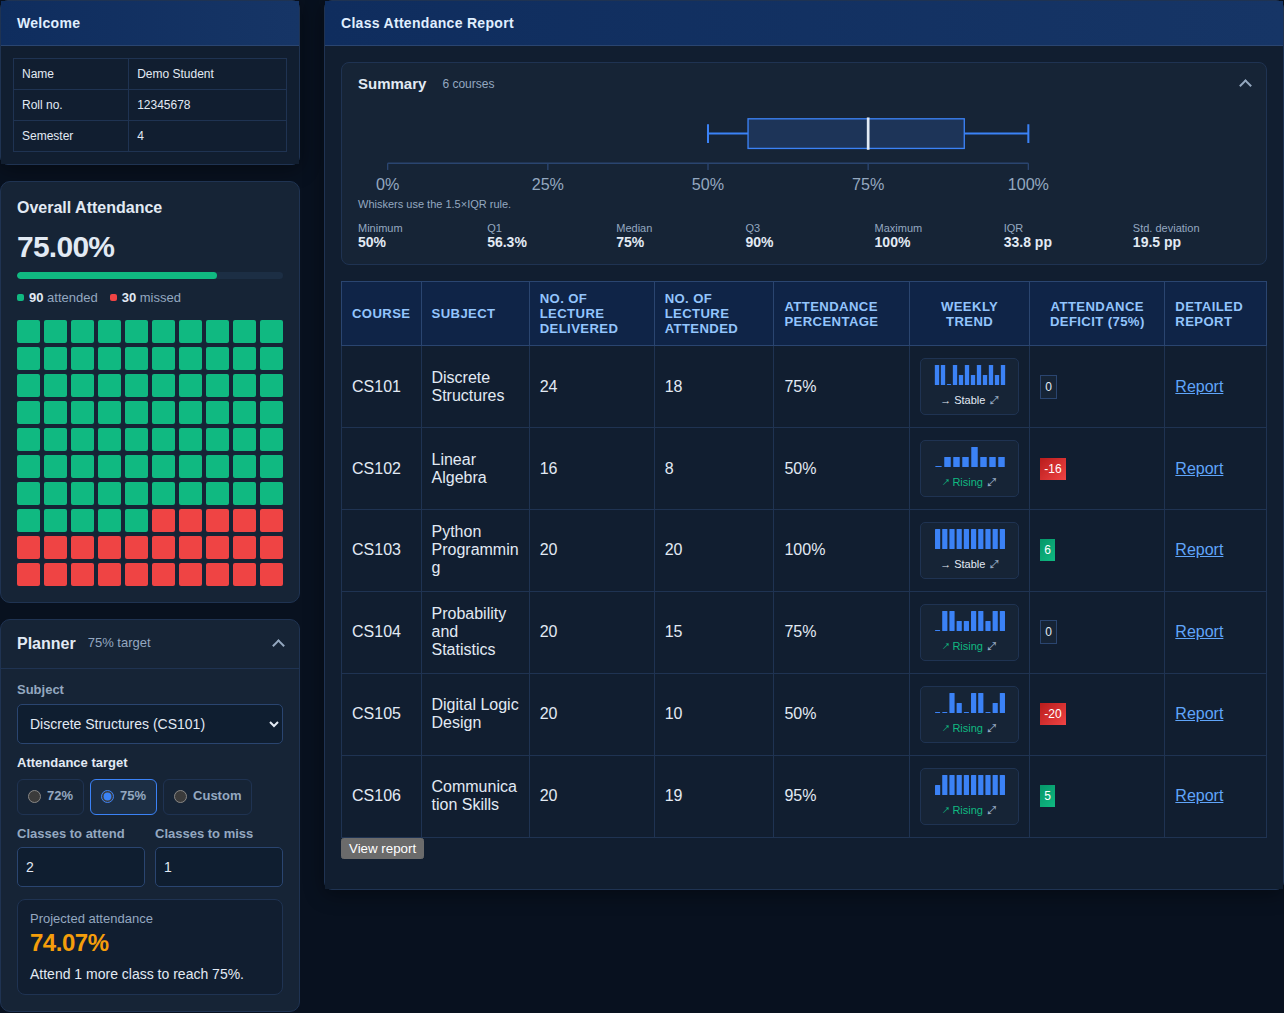 Welcome
Name Demo Student
Roll no. 12345678
Semester 4
Overall Attendance
75.00%
90 attended 30 missed
Planner 75% target
Subject
Discrete Structures (CS101)
Attendance target
72% 75% Custom
Classes to attend Classes to miss
2 1
Projected attendance
74.07%
Attend 1 more class to reach 75%.
Class Attendance Report
Summary 6 courses
0% 25% 50% 75% 100%
Whiskers use the 1.5×IQR rule.
Minimum Q1 Median Q3 Maximum IQR Std. deviation
50% 56.3% 75% 90% 100% 33.8 pp 19.5 pp
COURSE SUBJECT NO. OF LECTURE DELIVERED NO. OF LECTURE ATTENDED ATTENDANCE PERCENTAGE WEEKLY TREND ATTENDANCE DEFICIT (75%) DETAILED REPORT
CS101 Discrete Structures 24 18 75% → Stable ⤢ 0 Report
CS102 Linear Algebra 16 8 50% ↗ Rising ⤢ -16 Report
CS103 Python Programming 20 20 100% → Stable ⤢ 6 Report
CS104 Probability and Statistics 20 15 75% ↗ Rising ⤢ 0 Report
CS105 Digital Logic Design 20 10 50% ↗ Rising ⤢ -20 Report
CS106 Communication Skills 20 19 95% ↗ Rising ⤢ 5 Report
View report